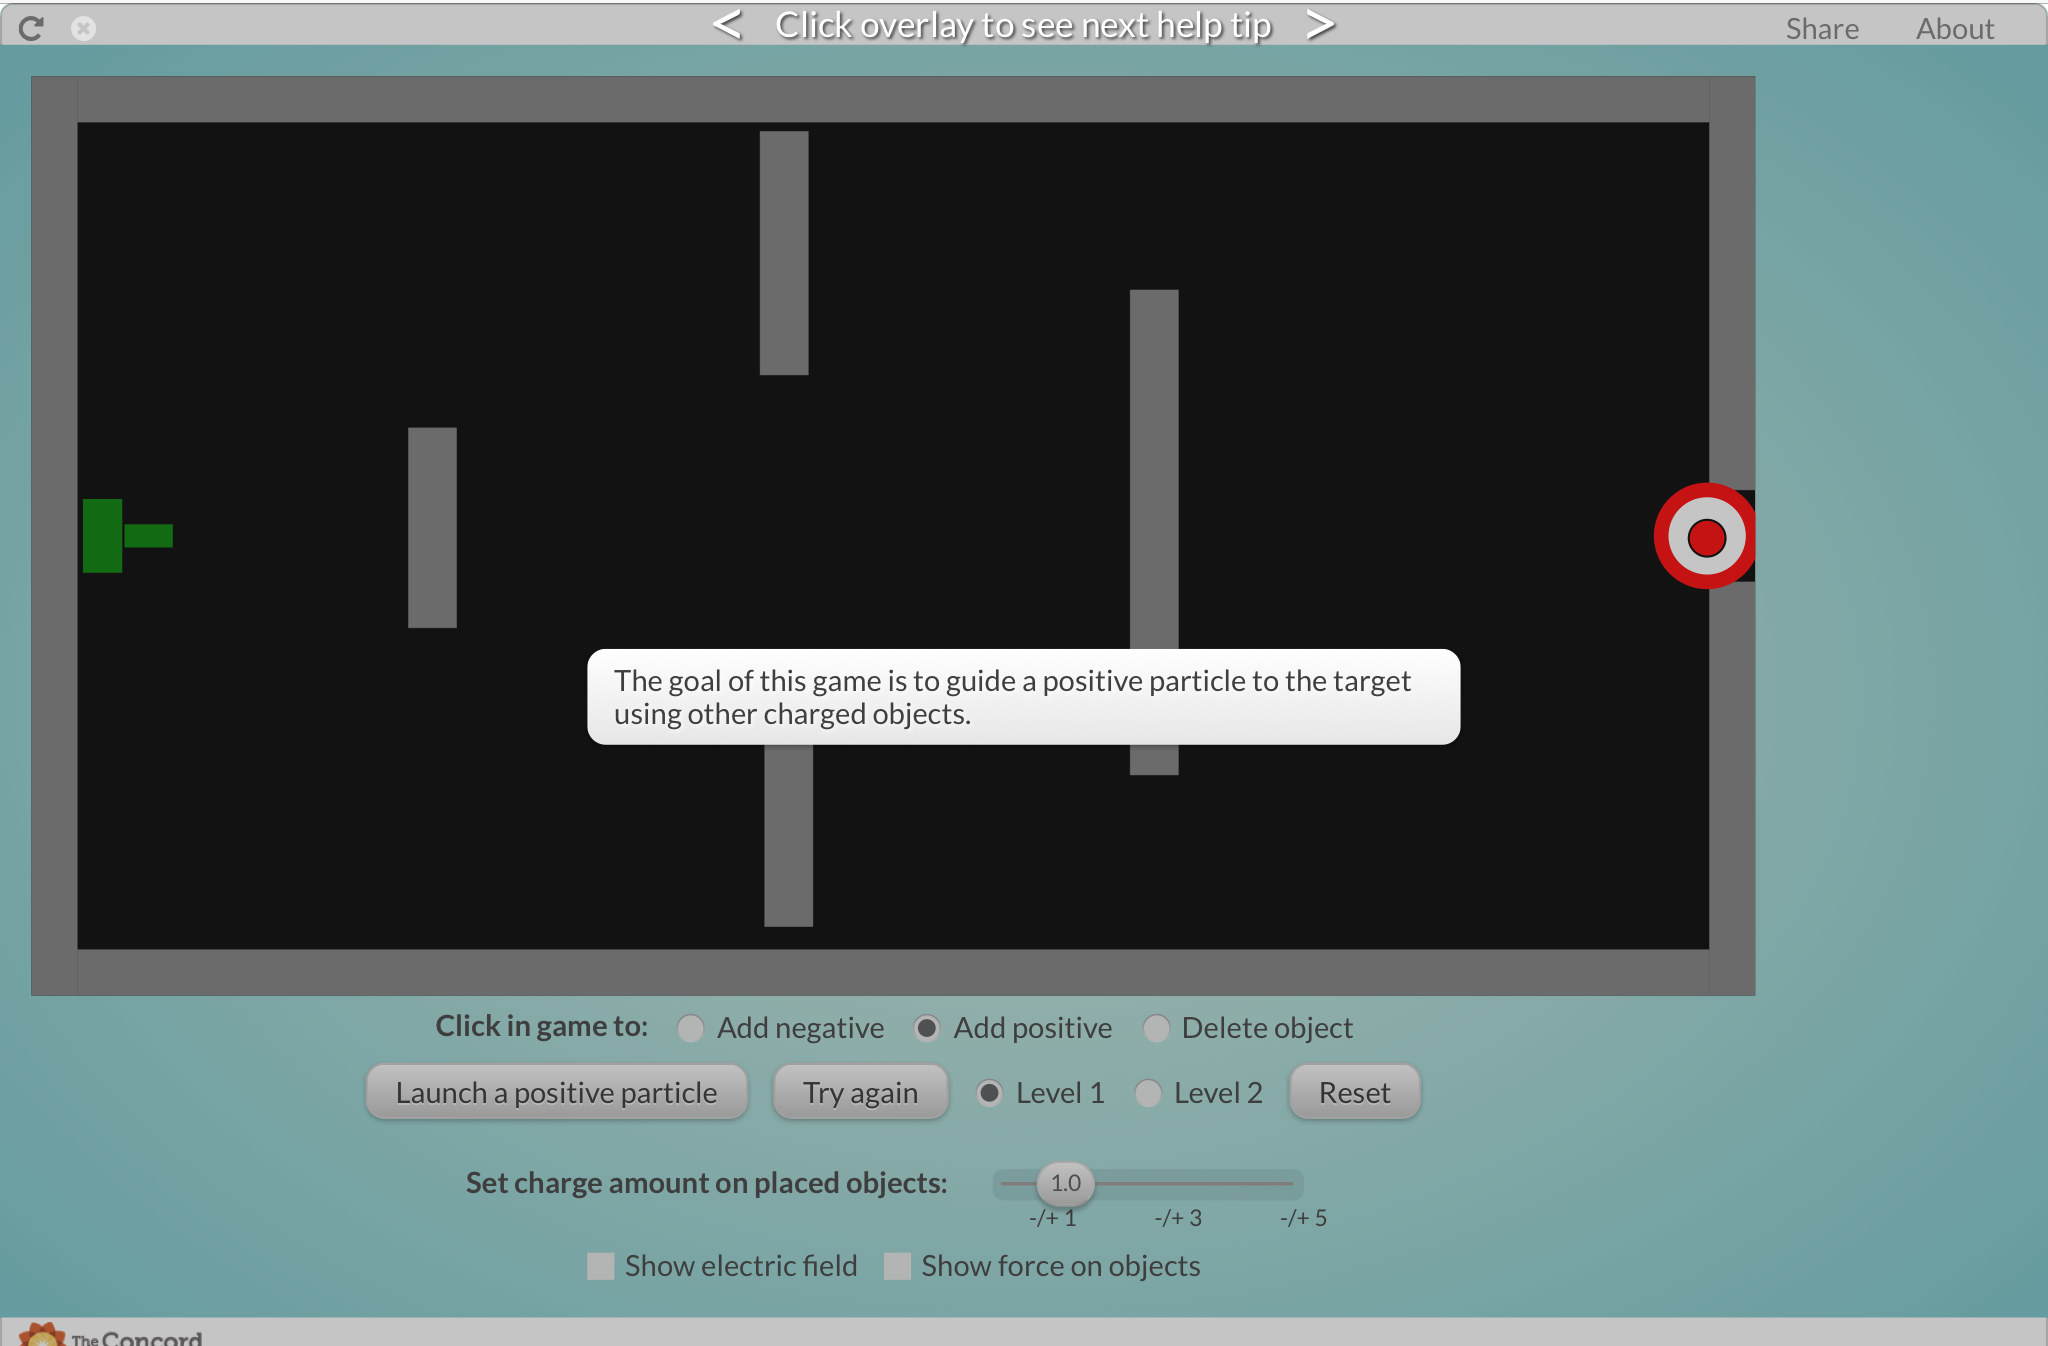 < Click overlay to see next help tip >
Share About
The goal of this game is to guide a positive particle to the target
using other charged objects.
Click in game to: Add negative Add positive Delete object
Launch a positive particle Try again Level 1 Level 2 Reset
Set charge amount on placed objects: 1.0
-/+ 1 -/+ 3 -/+ 5
Show electric field Show force on objects
The Concord